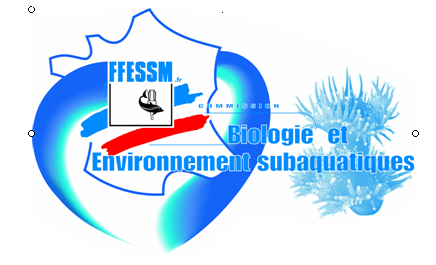 FFESSM.fr
COMMISSION
Biologie et
Environnement subaquatiques